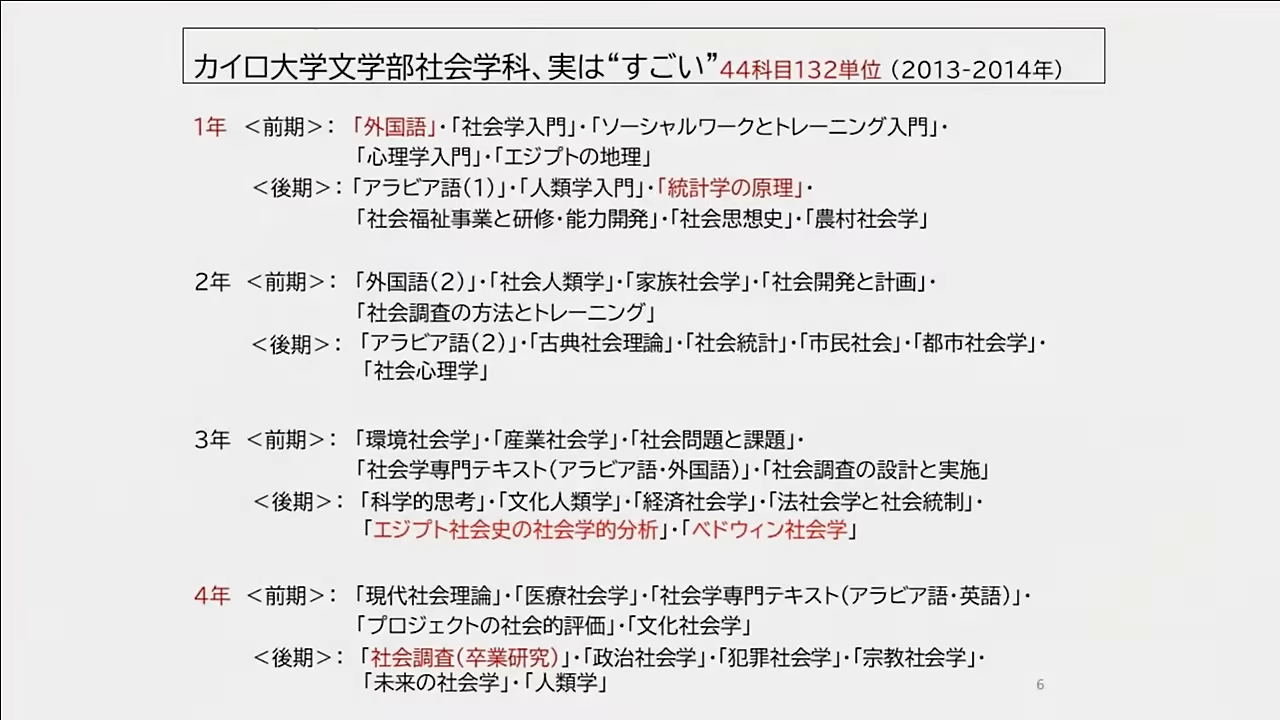 カイロ大学文学部社会学科、実は“すごい”44科目132単位（2013-2014年）
1年 ＜前期＞： 「外国語」・「社会学入門」・「ソーシャルワークとトレーニング入門」・
「心理学入門」・「エジプトの地理」
＜後期＞：「アラビア語（1）」・「人類学入門」・「統計学の原理」・
「社会福祉事業と研修・能力開発」・「社会思想史」・「農村社会学」
2年 ＜前期＞： 「外国語（2）」・「社会人類学」・「家族社会学」・「社会開発と計画」・
「社会調査の方法とトレーニング」
＜後期＞： 「アラビア語（2）」・「古典社会理論」・「社会統計」・「市民社会」・「都市社会学」・
「社会心理学」
3年 ＜前期＞： 「環境社会学」・「産業社会学」・「社会問題と課題」・
「社会学専門テキスト（アラビア語・外国語）」・「社会調査の設計と実施」
＜後期＞： 「科学的思考」・「文化人類学」・「経済社会学」・「法社会学と社会統制」・
「エジプト社会史の社会学的分析」・「ベドウィン社会学」
4年 ＜前期＞： 「現代社会理論」・「医療社会学」・「社会学専門テキスト（アラビア語・英語）」・
「プロジェクトの社会的評価」・「文化社会学」
＜後期＞： 「社会調査（卒業研究）」・「政治社会学」・「犯罪社会学」・「宗教社会学」・
「未来の社会学」・「人類学」
6